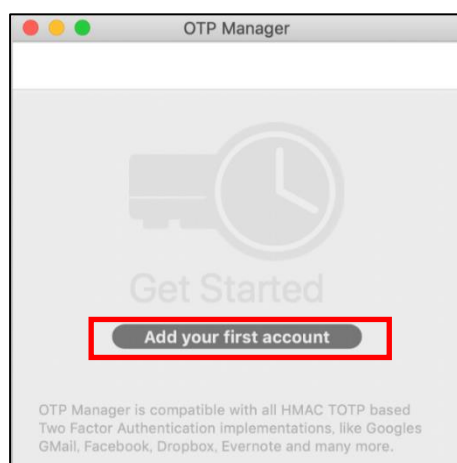 OTP Manager
Get Started
Add your first account
OTP Manager is compatible with all HMAC TOTP based
Two Factor Authentication implementations, like Googles
GMail, Facebook, Dropbox, Evernote and many more.